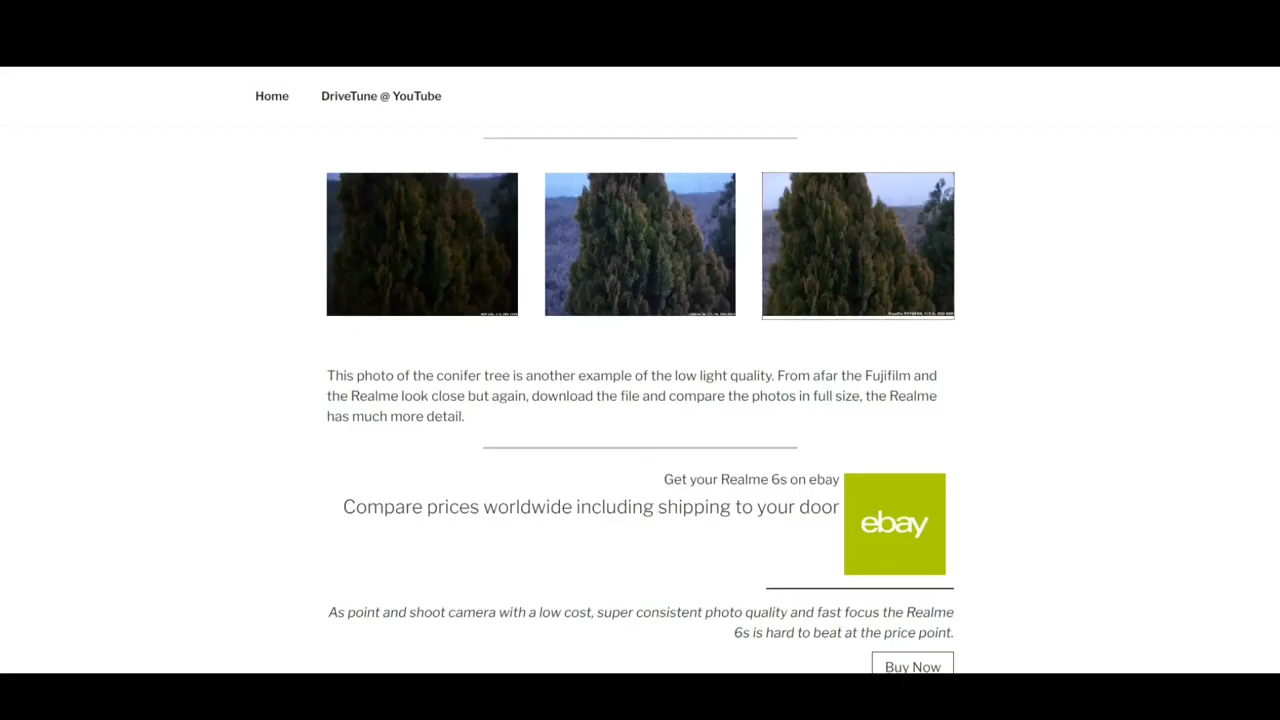 Home
DriveTune @ YouTube
This photo of the conifer tree is another example of the low light quality. From afar the Fujifilm and
the Realme look close but again, download the file and compare the photos in full size, the Realme
has much more detail.
Get your Realme 6s on ebay
Compare prices worldwide including shipping to your door
ebay
As point and shoot camera with a low cost, super consistent photo quality and fast focus the Realme
6s is hard to beat at the price point.
Buy Now